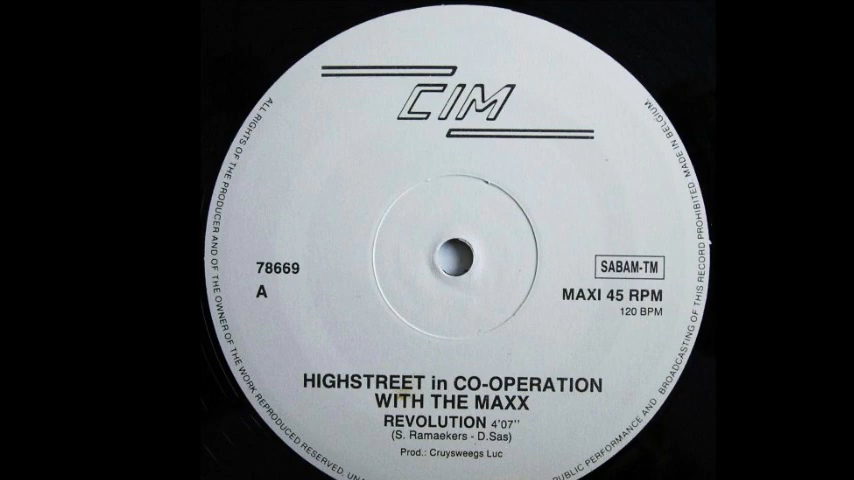 CIM
ALL RIGHTS OF THE PRODUCER AND OF THE OWNER OF THE WORK REPRODUCED RESERVED.
PUBLIC PERFORMANCE AND BROADCASTING OF THIS RECORD PROHIBITED MADE IN BELGIUM.
78669
A
SABAM-TM
MAXI 45 RPM
120 BPM
HIGHSTREET in CO-OPERATION
WITH THE MAXX
REVOLUTION 4'07"
(S. Ramaekers - D.Sas)
Prod.: Cruysweegs Luc